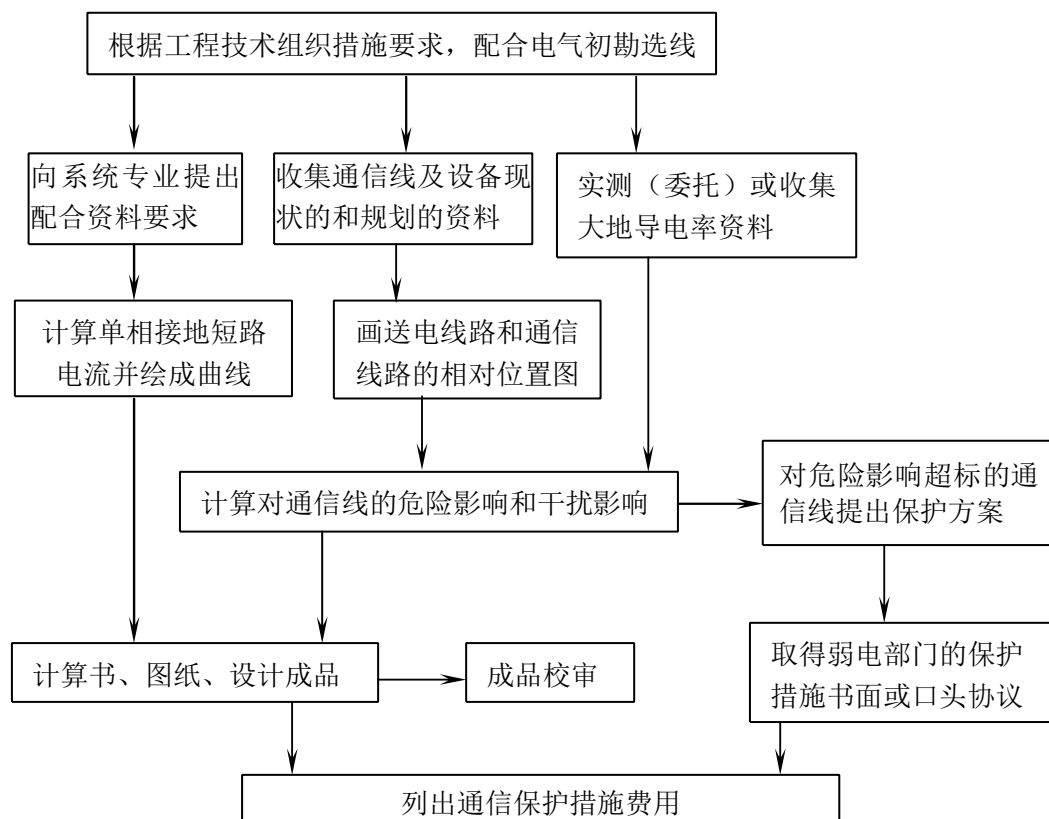 根据工程技术组织措施要求，配合电气初勘选线
向系统专业提出
配合资料要求
收集通信线及设备现
状的和规划的资料
实测（委托）或收集
大地导电率资料
计算单相接地短路
电流并绘成曲线
画送电线路和通信
线路的相对位置图
计算对通信线的危险影响和干扰影响
对危险影响超标的通
信线提出保护方案
计算书、图纸、设计成品
成品校审
取得弱电部门的保护
措施书面或口头协议
列出通信保护措施费用